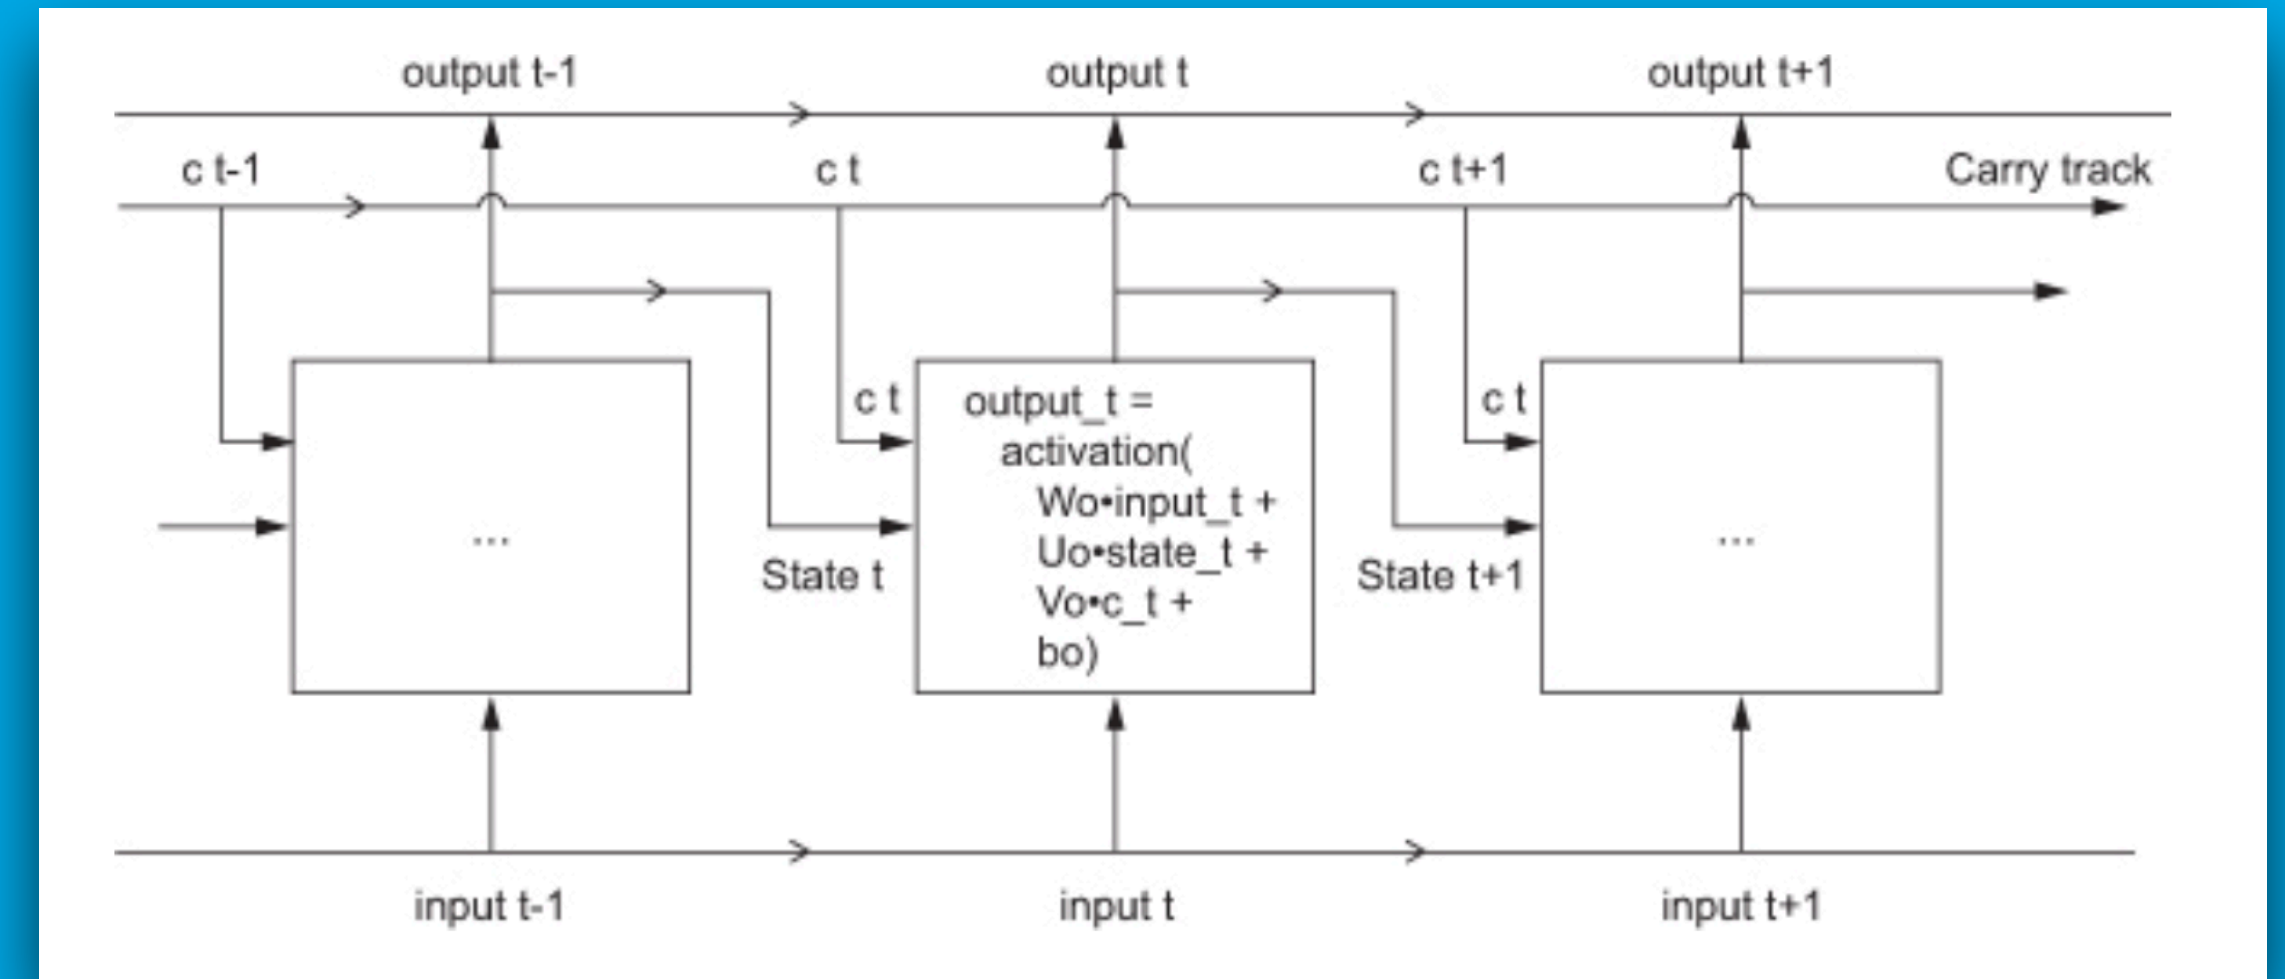 output t-1
output t
output t+1
c t-1
c t
c t+1
Carry track
c t
output_t =
activation(
Wo•input_t +
Uo•state_t +
Vo•c_t +
bo)
c t
...
...
State t
State t+1
input t-1
input t
input t+1